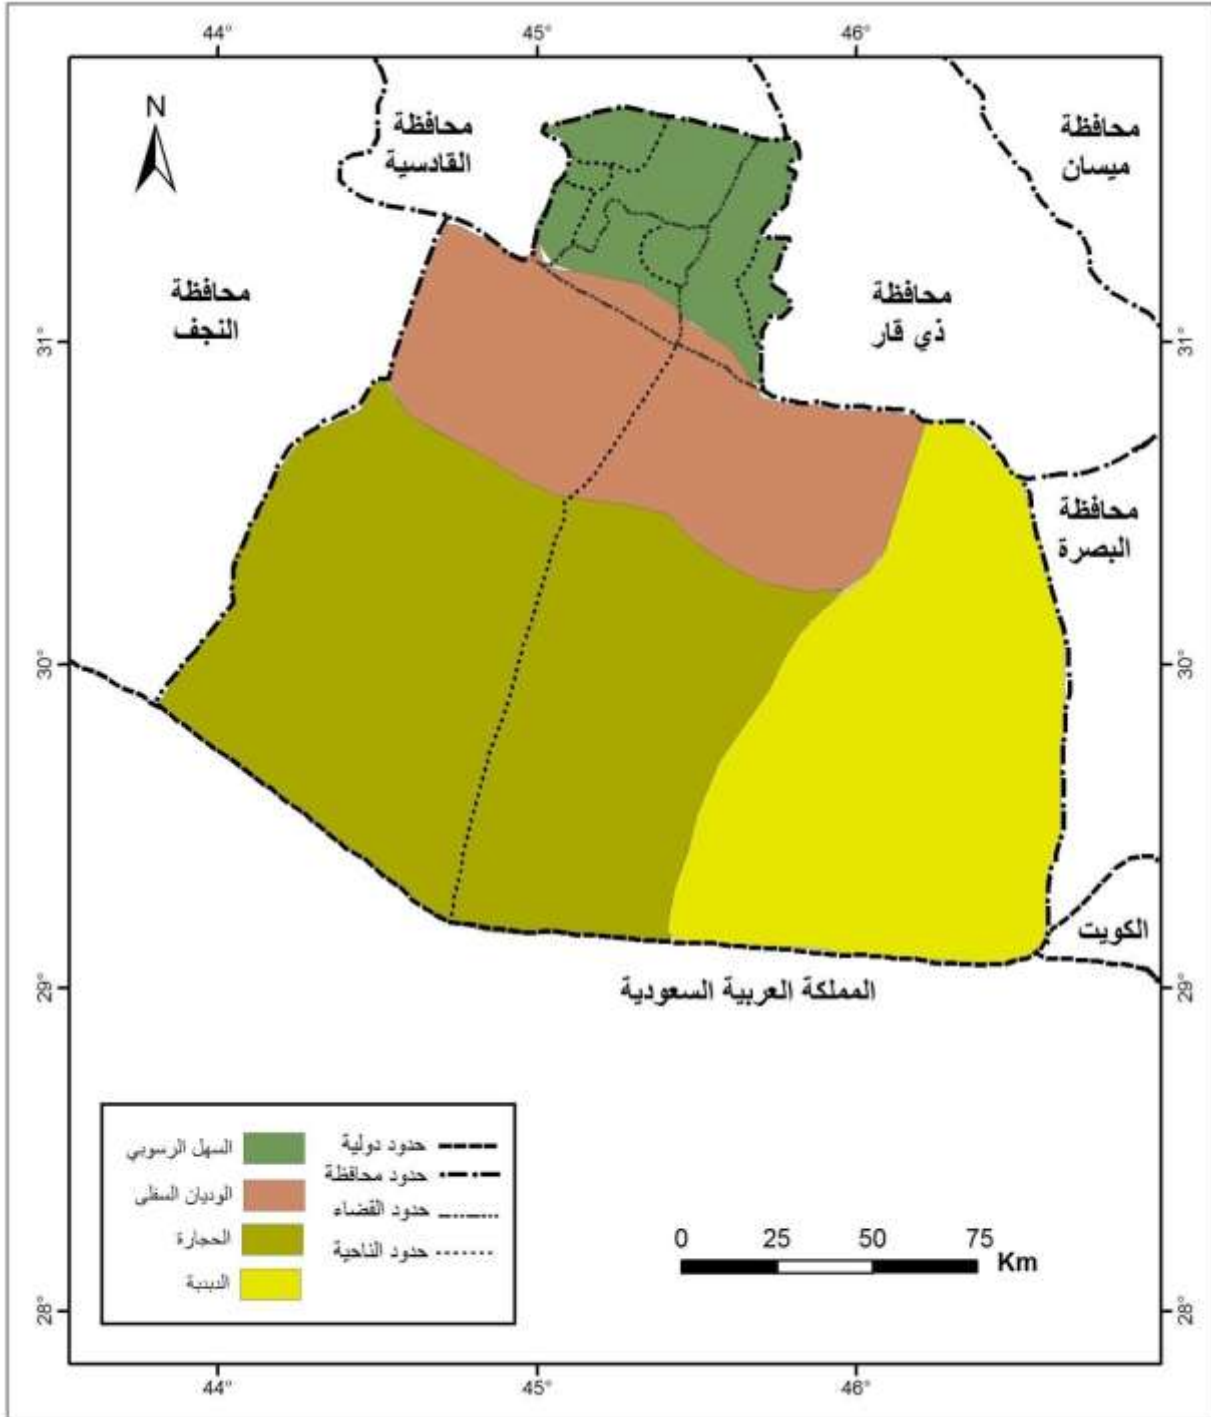 44°
45°
46°
N
محافظة
القادسية
محافظة
ميسان
محافظة
النجف
محافظة
ذي قار
31°
31°
محافظة
البصرة
30°
30°
الكويت
29°
المملكة العربية السعودية
29°
السهل الرسوبي
حدود دولية
حدود محافظة
الوديان السفلى
حدود القضاء
الحجارة
حدود الناحية
الدبدبة
0 25 50 75
Km
28°
28°
44°
45°
46°